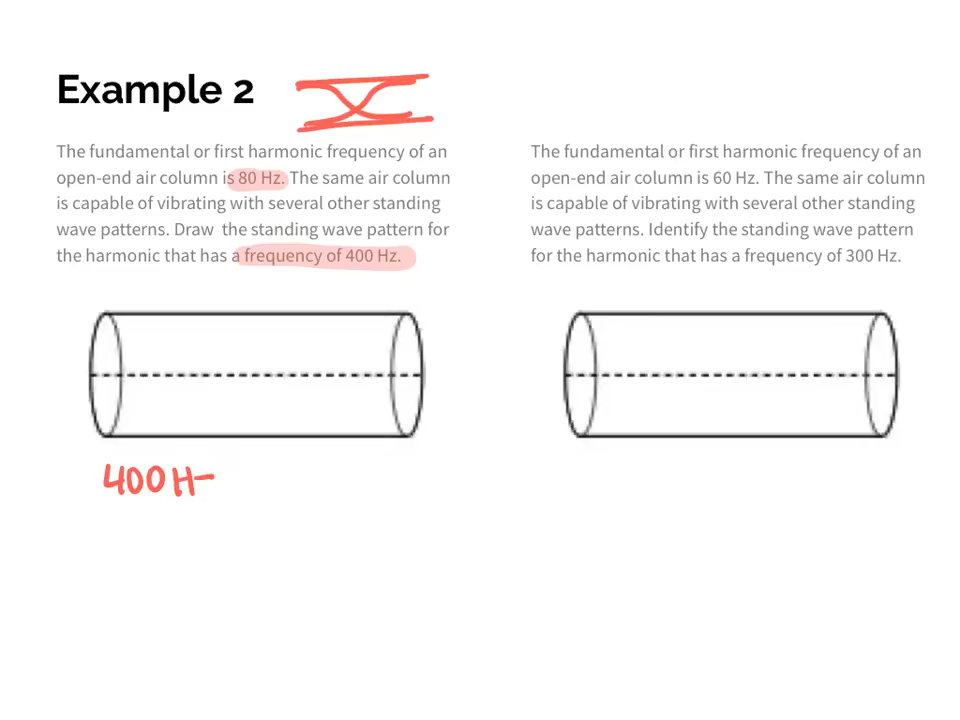 Example 2
The fundamental or first harmonic frequency of an
open-end air column is 80 Hz. The same air column
is capable of vibrating with several other standing
wave patterns. Draw the standing wave pattern for
the harmonic that has a frequency of 400 Hz.
400 H
The fundamental or first harmonic frequency of an
open-end air column is 60 Hz. The same air column
is capable of vibrating with several other standing
wave patterns. Identify the standing wave pattern
for the harmonic that has a frequency of 300 Hz.